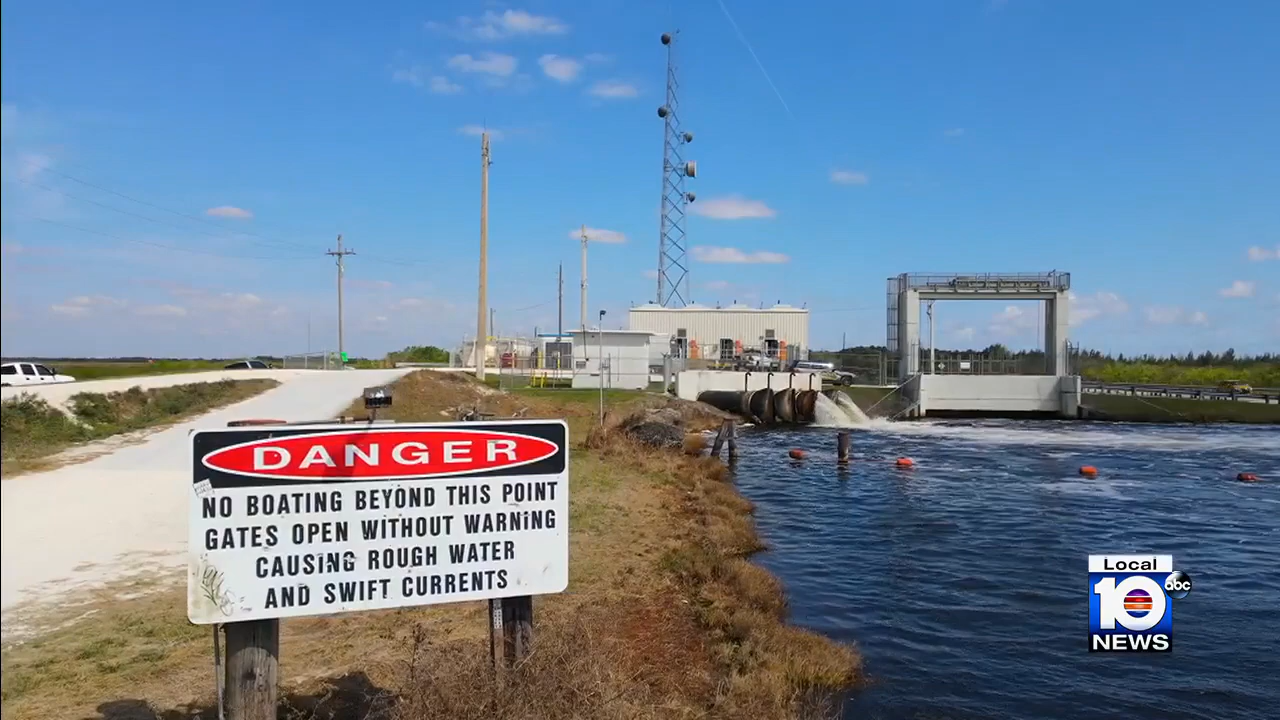 DANGER
NO BOATING BEYOND THIS POINT
GATES OPEN WITHOUT WARNING
CAUSING ROUGH WATER
AND SWIFT CURRENTS
Local
10 abc
NEWS